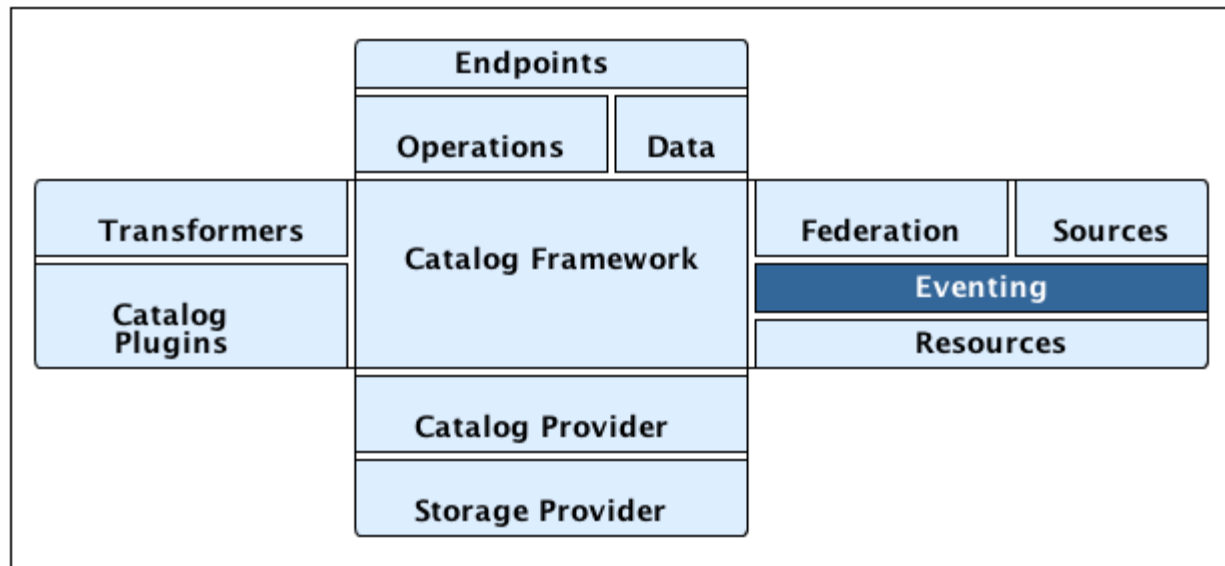 Endpoints
Operations
Data
Transformers
Catalog Framework
Federation
Sources
Eventing
Catalog
Plugins
Resources
Catalog Provider
Storage Provider